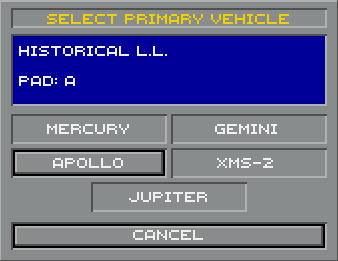 SELECT PRIMARY VEHICLE
HISTORICAL L.L.
PAD: A
MERCURY
GEMINI
APOLLO
XMS-2
JUPITER
CANCEL